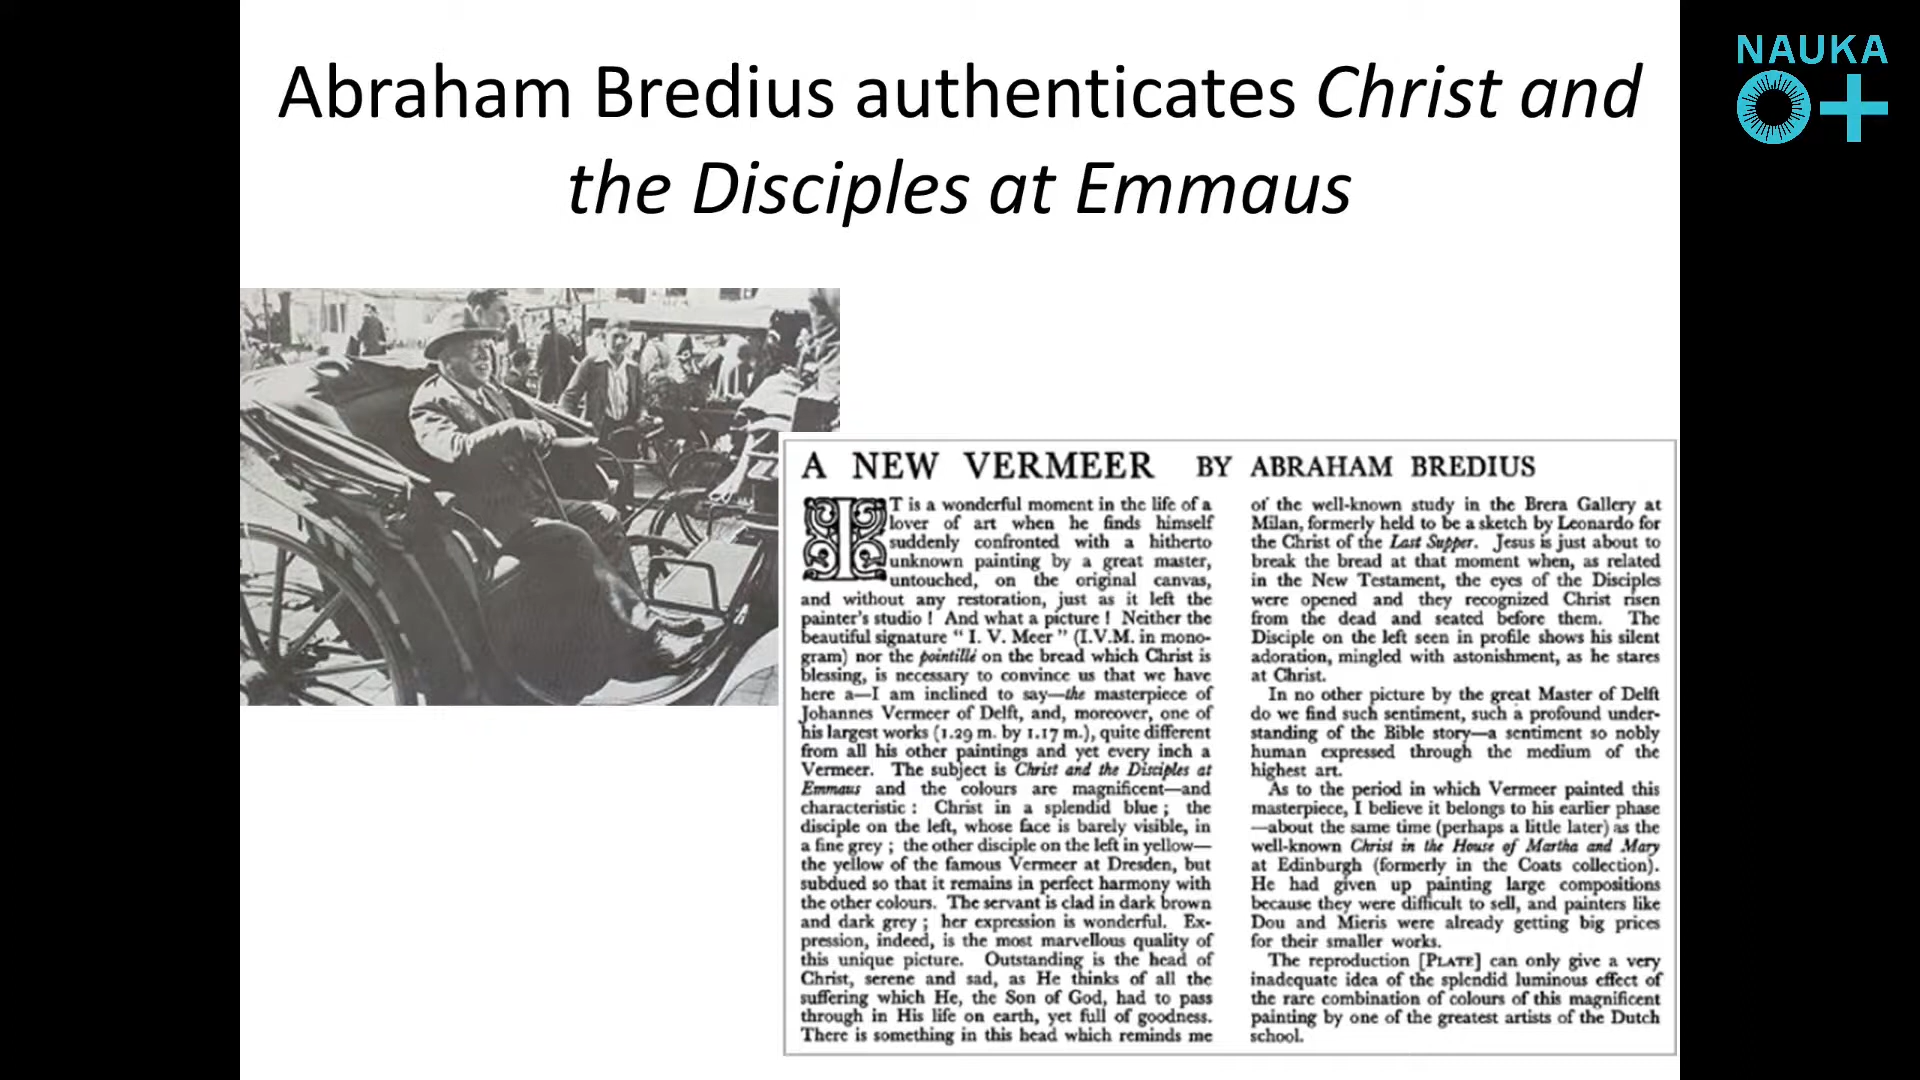 Abraham Bredius authenticates Christ and
the Disciples at Emmaus
NAUKA
0+
A NEW VERMEER BY ABRAHAM BREDIUS
IT is a wonderful moment in the life of a
lover of art when he finds himself
suddenly confronted with a hitherto
unknown painting by a great master,
untouched, on the original canvas,
and without any restoration, just as it left the
painter's studio ! And what a picture ! Neither the
beautiful signature “ I. V. Meer ” (I.V.M. in mono-
gram) nor the pointillé on the bread which Christ is
blessing, is necessary to convince us that we have
here a—I am inclined to say—the masterpiece of
Johannes Vermeer of Delft, and, moreover, one of
his largest works (1.29 m. by 1.17 m.), quite different
from all his other paintings and yet every inch a
Vermeer. The subject is Christ and the Disciples at
Emmaus and the colours are magnificent—and
characteristic : Christ in a splendid blue ; the
disciple on the left, whose face is barely visible, in
a fine grey ; the other disciple on the left in yellow—
the yellow of the famous Vermeer at Dresden, but
subdued so that it remains in perfect harmony with
the other colours. The servant is clad in dark brown
and dark grey ; her expression is wonderful. Ex-
pression, indeed, is the most marvellous quality of
this unique picture. Outstanding is the head of
Christ, serene and sad, as He thinks of all the
suffering which He, the Son of God, had to pass
through in His life on earth, yet full of goodness.
There is something in this head which reminds me
of the well-known study in the Brera Gallery at
Milan, formerly held to be a sketch by Leonardo for
the Christ of the Last Supper. Jesus is just about to
break the bread at that moment when, as related
in the New Testament, the eyes of the Disciples
were opened and they recognized Christ risen
from the dead and seated before them. The
Disciple on the left seen in profile shows his silent
adoration, mingled with astonishment, as he stares
at Christ.
In no other picture by the great Master of Delft
do we find such sentiment, such a profound under-
standing of the Bible story—a sentiment so nobly
human expressed through the medium of the
highest art.
As to the period in which Vermeer painted this
masterpiece, I believe it belongs to his earlier phase
—about the same time (perhaps a little later) as the
well-known Christ in the House of Martha and Mary
at Edinburgh (formerly in the Coats collection).
He had given up painting large compositions
because they were difficult to sell, and painters like
Dou and Mieris were already getting big prices
for their smaller works.
The reproduction [PLATE] can only give a very
inadequate idea of the splendid luminous effect of
the rare combination of colours of this magnificent
painting by one of the greatest artists of the Dutch
school.